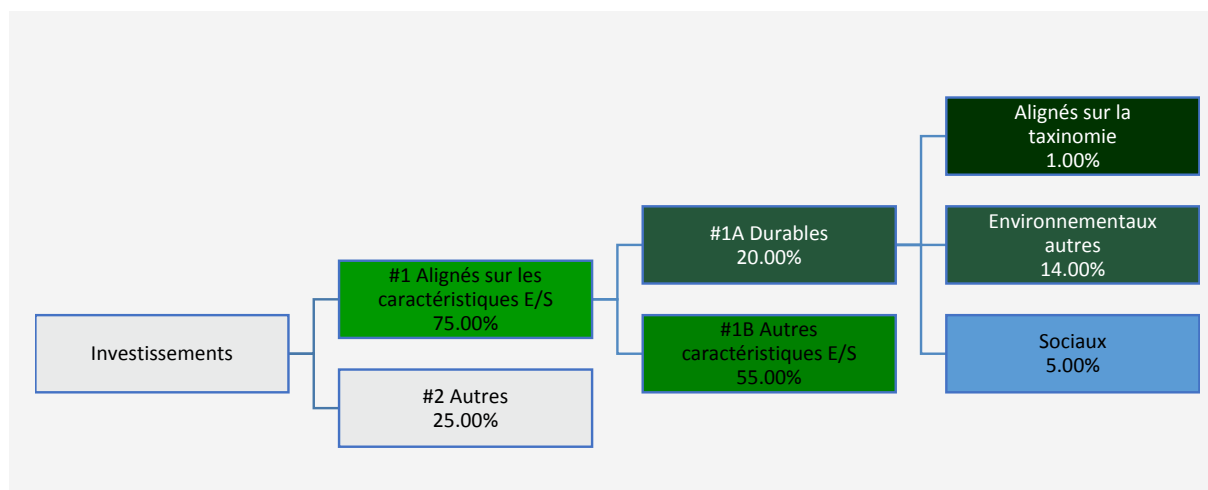 Investissements
#1 Alignés sur les
caractéristiques E/S
75.00%
#2 Autres
25.00%
#1A Durables
20.00%
#1B Autres
caractéristiques E/S
55.00%
Alignés sur la
taxinomie
1.00%
Environnementaux
autres
14.00%
Sociaux
5.00%